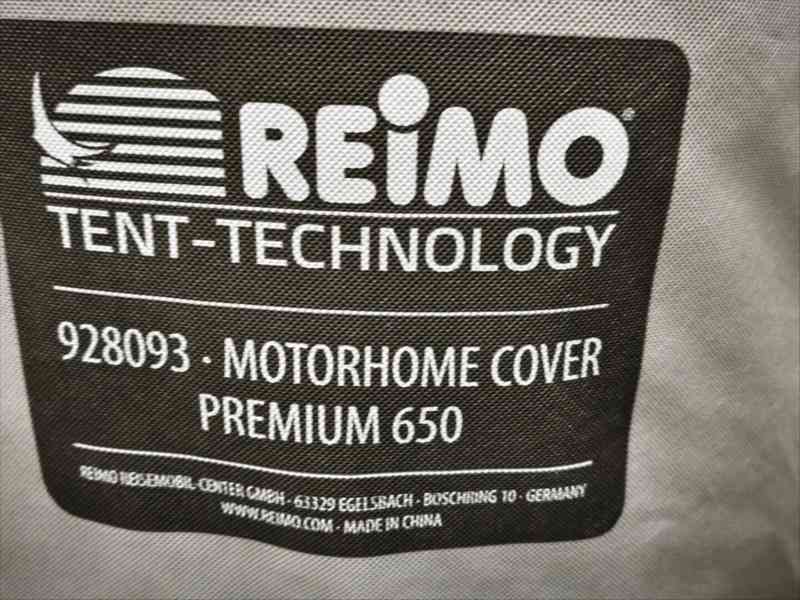 REiMO®
TENT-TECHNOLOGY
928093 · MOTORHOME COVER
PREMIUM 650
REIMO REISEMOBIL-CENTER GMBH · 63329 EGELSBACH · BOSCHRING 10 · GERMANY
WWW.REIMO.COM · MADE IN CHINA